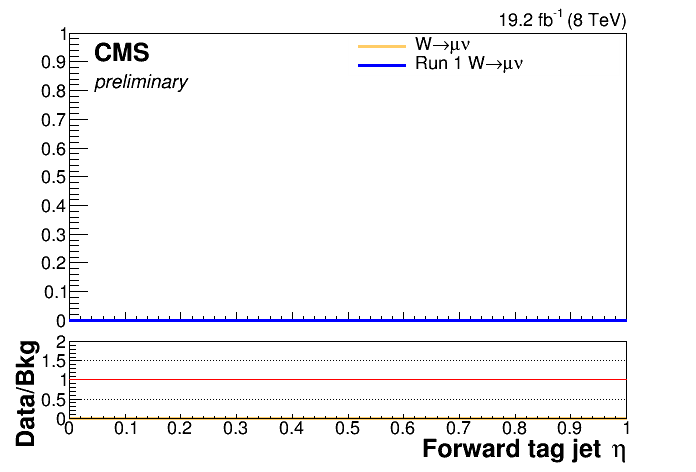 19.2 fb⁻¹ (8 TeV)
CMS
preliminary
W→μν
Run 1 W→μν
1
0.9
0.8
0.7
0.6
0.5
0.4
0.3
0.2
0.1
0
Data/Bkg
2
1.5
1
0.5
0
0 0.1 0.2 0.3 0.4 0.5 0.6 0.7 0.8 0.9 1
Forward tag jet η